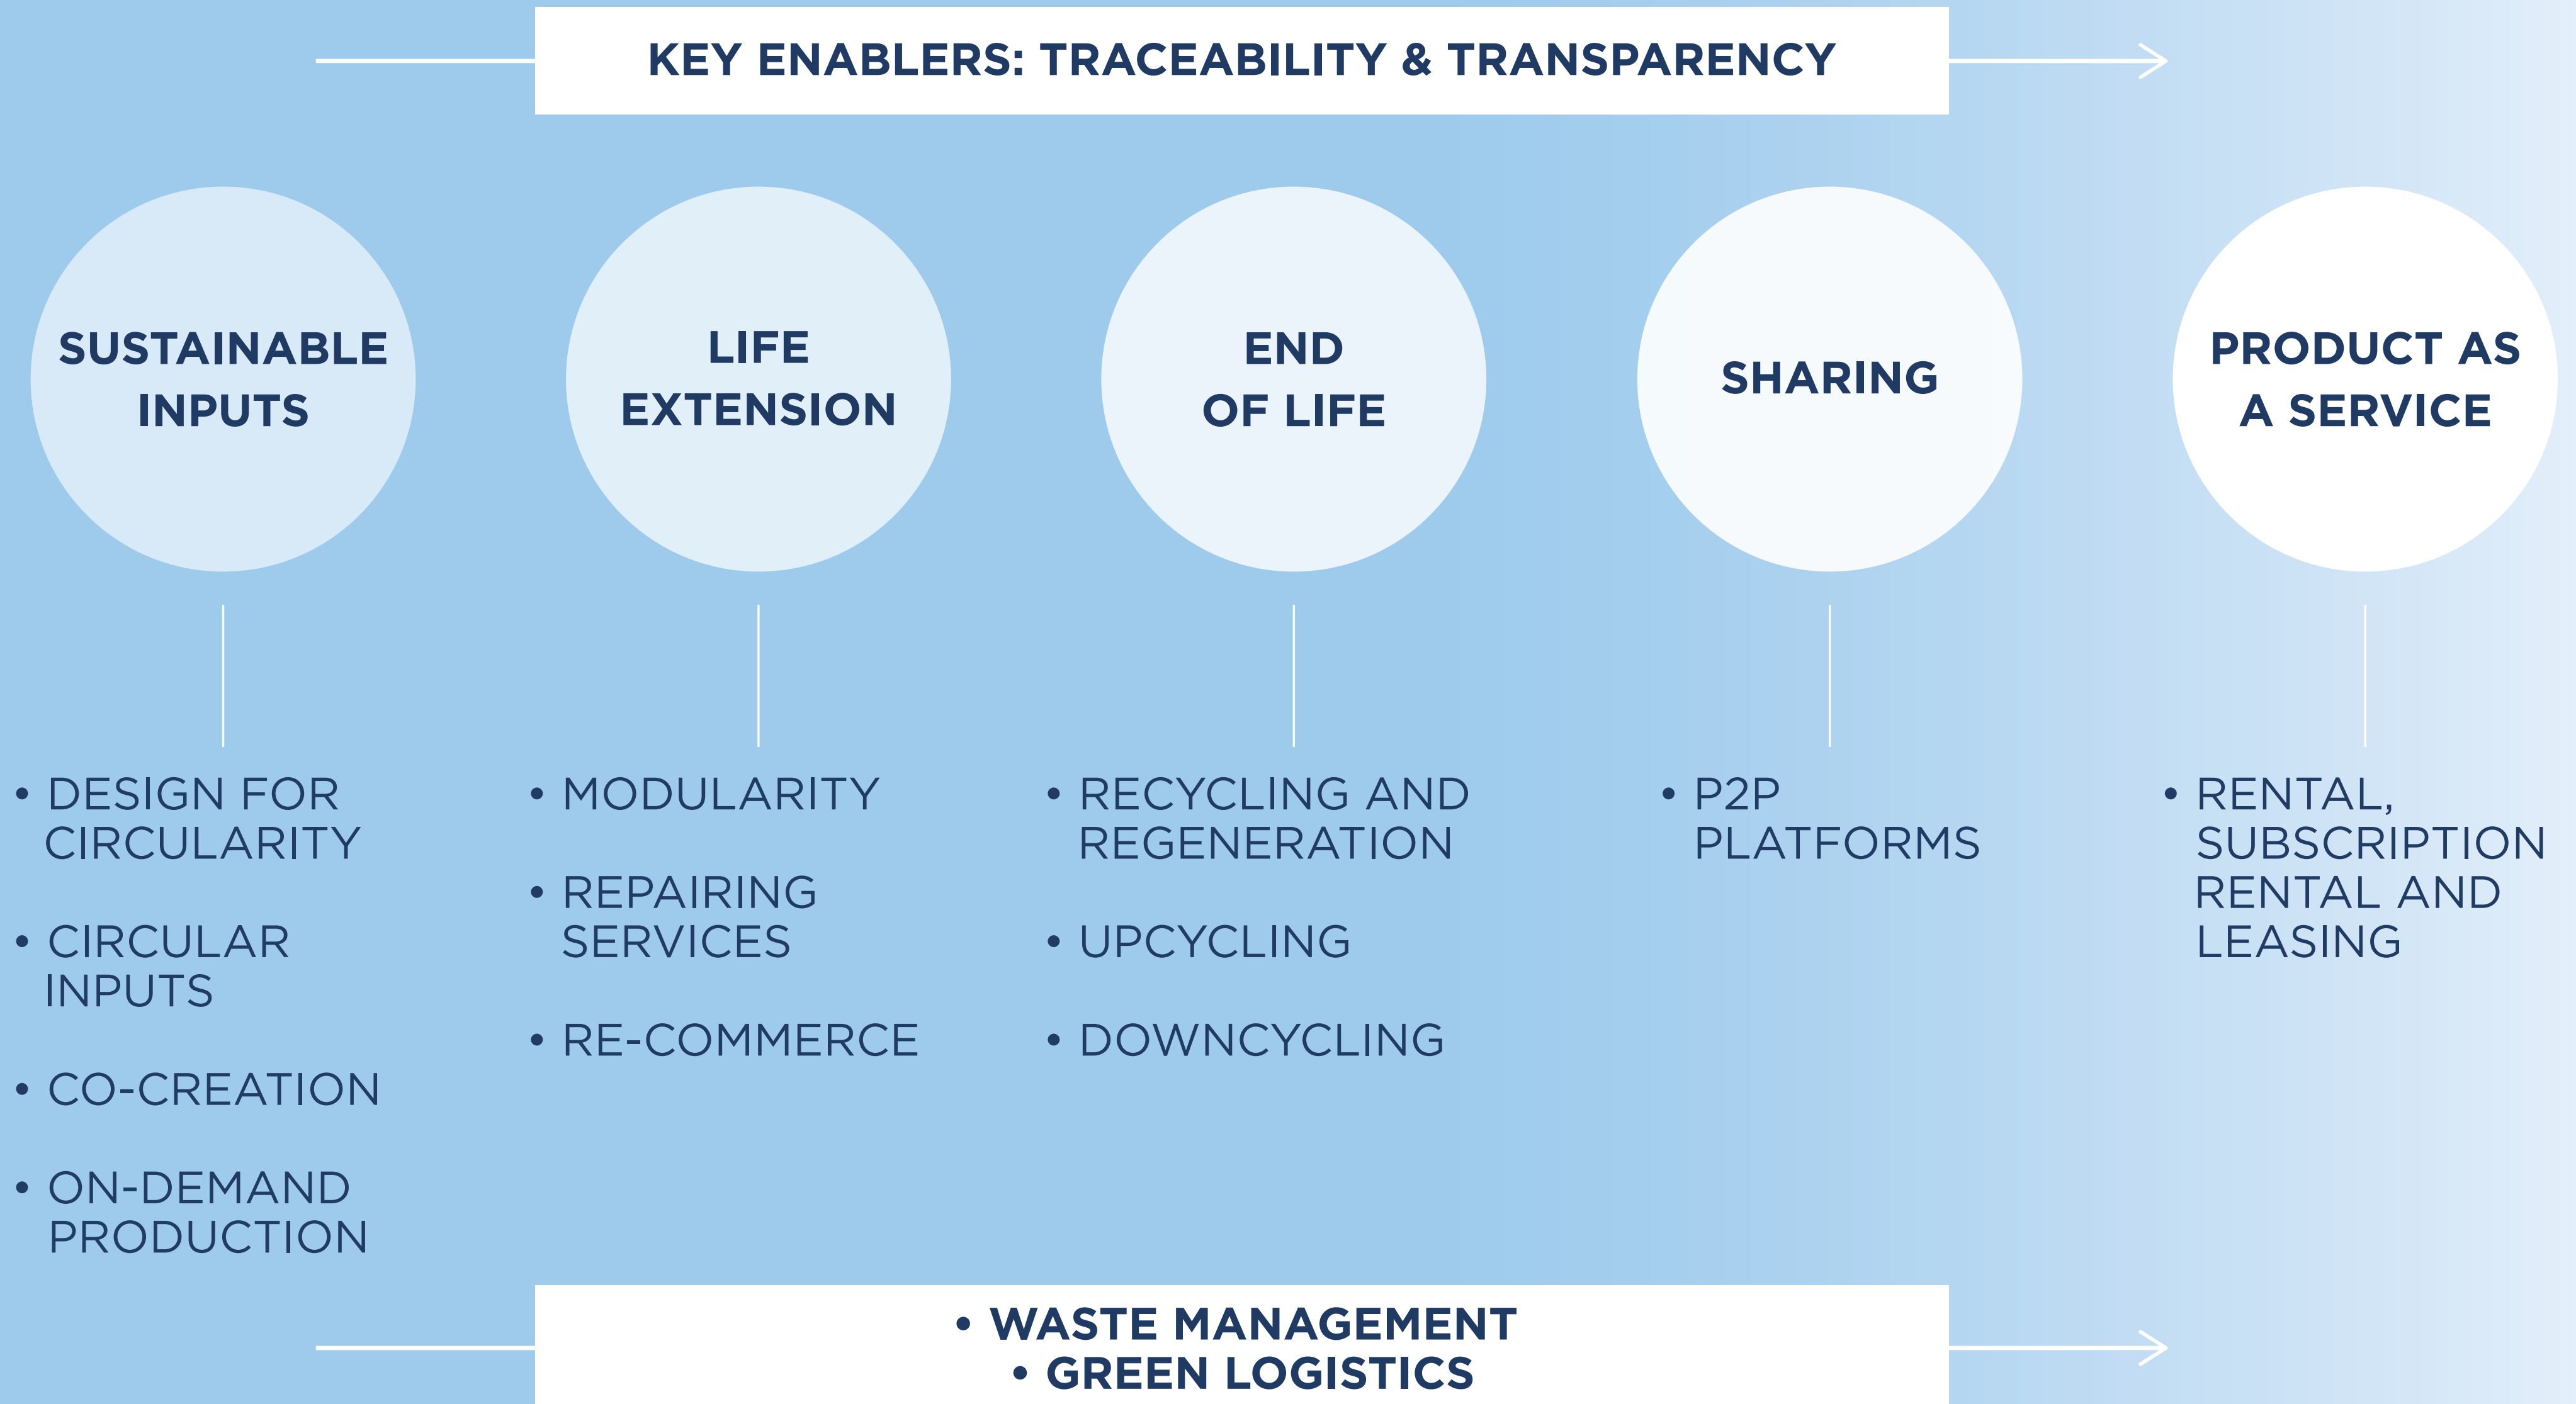 KEY ENABLERS: TRACEABILITY & TRANSPARENCY
SUSTAINABLE
INPUTS
LIFE
EXTENSION
END
OF LIFE
SHARING
PRODUCT AS
A SERVICE
• DESIGN FOR
CIRCULARITY
• CIRCULAR
INPUTS
• CO-CREATION
• ON-DEMAND
PRODUCTION
• MODULARITY
• REPAIRING
SERVICES
• RE-COMMERCE
• RECYCLING AND
REGENERATION
• UPCYCLING
• DOWNCYCLING
• P2P
PLATFORMS
• RENTAL,
SUBSCRIPTION
RENTAL AND
LEASING
• WASTE MANAGEMENT
• GREEN LOGISTICS